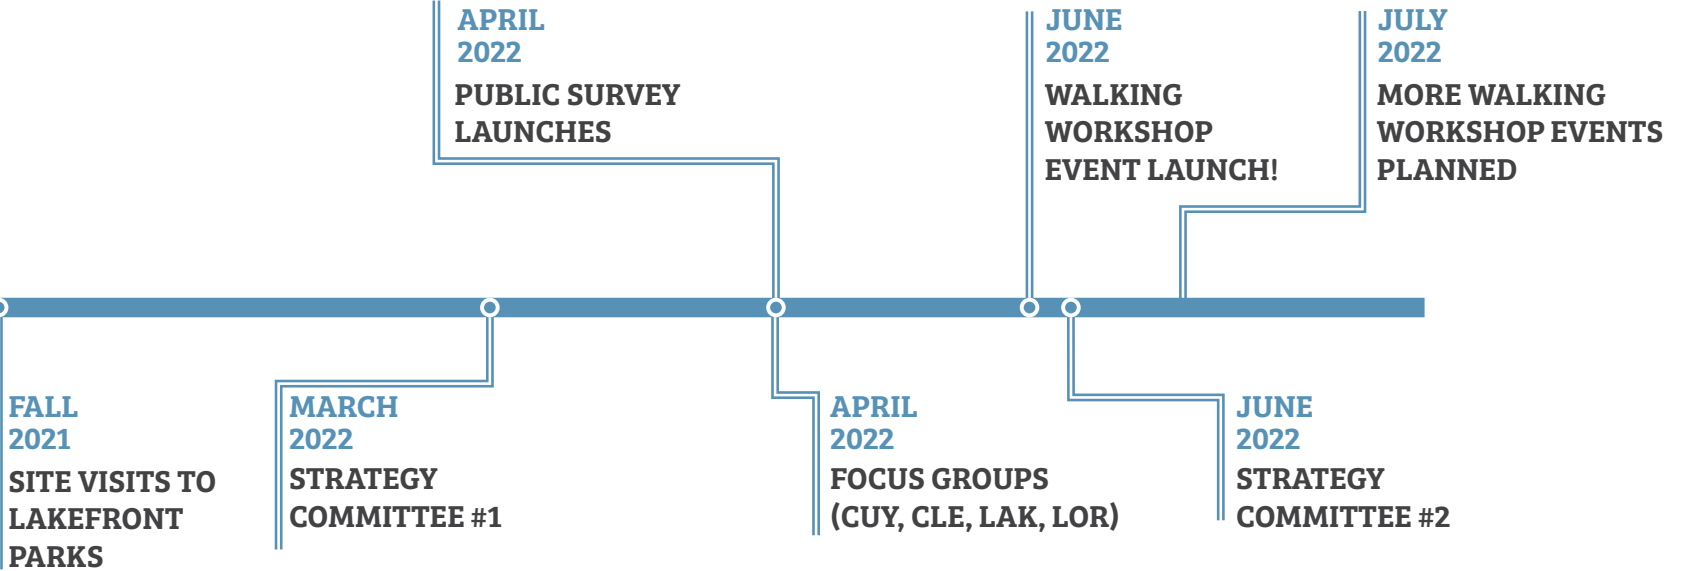 APRIL
2022
PUBLIC SURVEY
LAUNCHES
JUNE
2022
WALKING
WORKSHOP
EVENT LAUNCH!
JULY
2022
MORE WALKING
WORKSHOP EVENTS
PLANNED
FALL
2021
SITE VISITS TO
LAKEFRONT
PARKS
MARCH
2022
STRATEGY
COMMITTEE #1
APRIL
2022
FOCUS GROUPS
(CUY, CLE, LAK, LOR)
JUNE
2022
STRATEGY
COMMITTEE #2